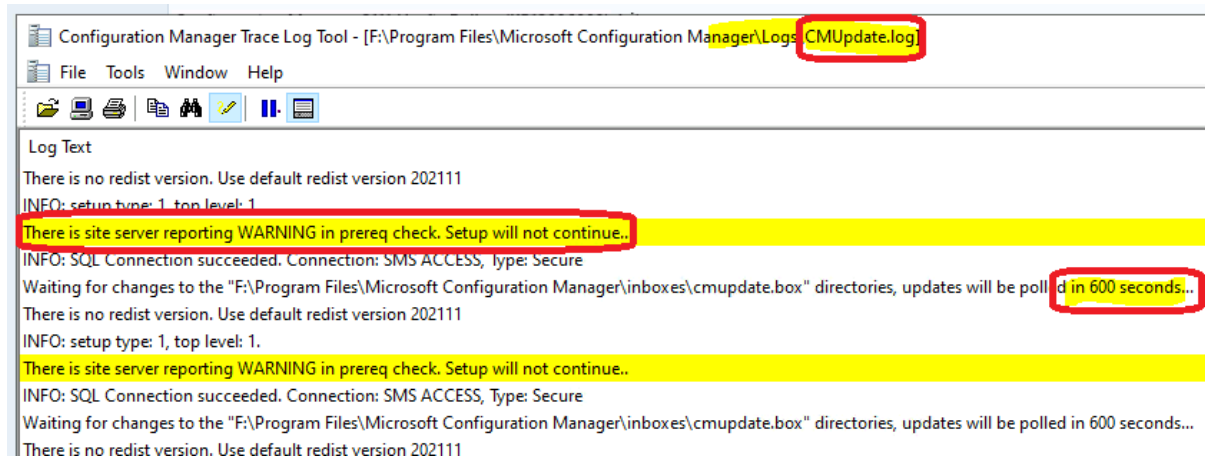 Configuration Manager Trace Log Tool - [F:\Program Files\Microsoft Configuration Manager\Logs\CMUpdate.log]
File Tools Window Help
Log Text
There is no redist version. Use default redist version 202111
INFO: setup type: 1, top level: 1.
There is site server reporting WARNING in prereq check. Setup will not continue..
INFO: SQL Connection succeeded. Connection: SMS ACCESS, Type: Secure
Waiting for changes to the "F:\Program Files\Microsoft Configuration Manager\inboxes\cmupdate.box" directories, updates will be polled in 600 seconds...
There is no redist version. Use default redist version 202111
INFO: setup type: 1, top level: 1.
There is site server reporting WARNING in prereq check. Setup will not continue..
INFO: SQL Connection succeeded. Connection: SMS ACCESS, Type: Secure
Waiting for changes to the "F:\Program Files\Microsoft Configuration Manager\inboxes\cmupdate.box" directories, updates will be polled in 600 seconds...
There is no redist version. Use default redist version 202111